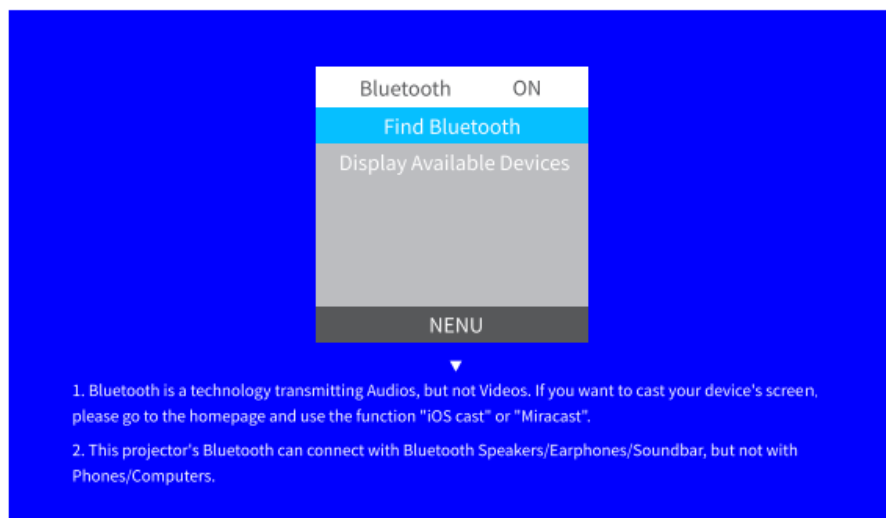 Bluetooth ON
Find Bluetooth
Display Available Devices
NENU
1. Bluetooth is a technology transmitting Audios, but not Videos. If you want to cast your device's screen,
please go to the homepage and use the function "iOS cast" or "Miracast".
2. This projector's Bluetooth can connect with Bluetooth Speakers/Earphones/Soundbar, but not with
Phones/Computers.